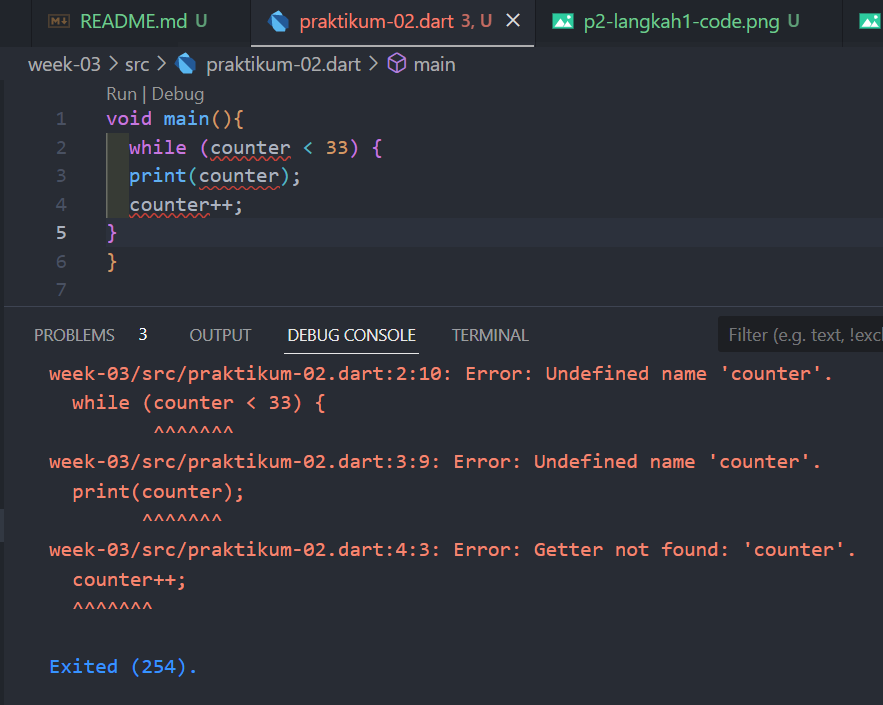 README.md U praktikum-02.dart 3, U p2-langkah1-code.png U
week-03 > src > praktikum-02.dart > main
Run | Debug
1 void main(){
2 while (counter < 33) {
3 print(counter);
4 counter++;
5 }
6 }
7
PROBLEMS 3 OUTPUT DEBUG CONSOLE TERMINAL Filter (e.g. text, !excl
week-03/src/praktikum-02.dart:2:10: Error: Undefined name 'counter'.
while (counter < 33) {
^^^^^^^
week-03/src/praktikum-02.dart:3:9: Error: Undefined name 'counter'.
print(counter);
^^^^^^^
week-03/src/praktikum-02.dart:4:3: Error: Getter not found: 'counter'.
counter++;
^^^^^^^
Exited (254).